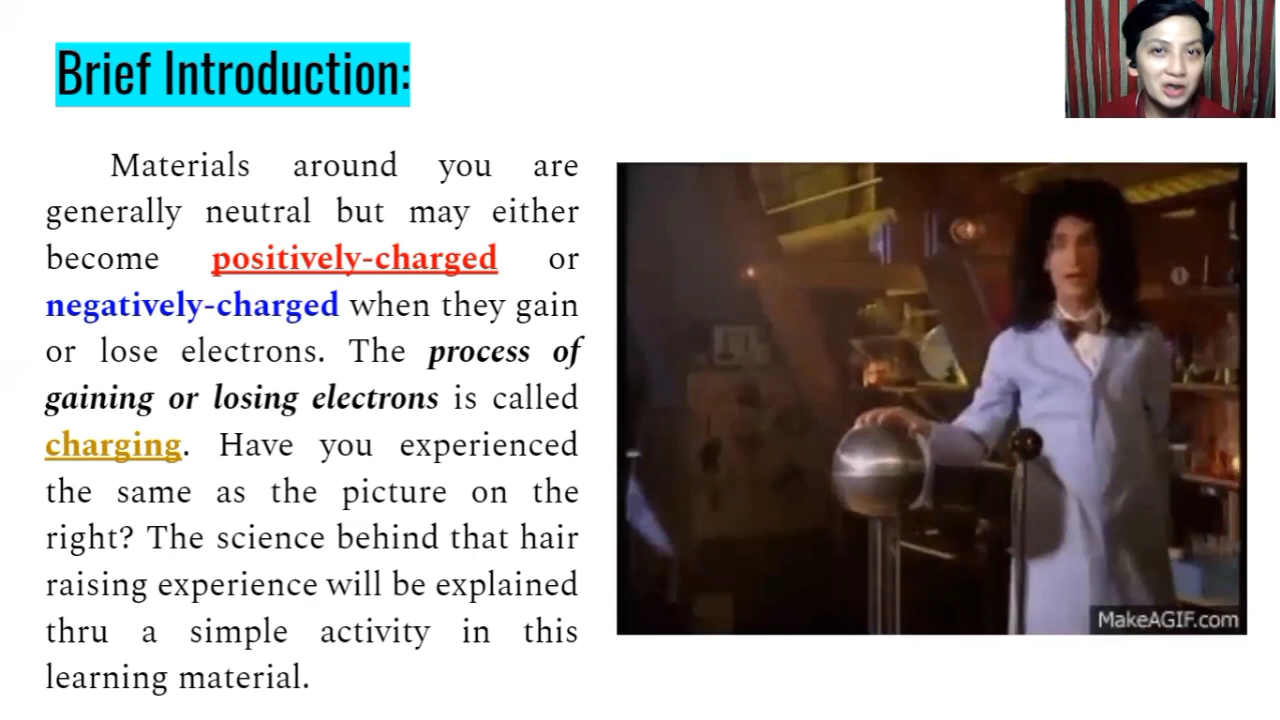 Brief Introduction:
Materials around you are
generally neutral but may either
become positively-charged or
negatively-charged when they gain
or lose electrons. The process of
gaining or losing electrons is called
charging. Have you experienced
the same as the picture on the
right? The science behind that hair
raising experience will be explained
thru a simple activity in this
learning material.
MakeAGIF.com